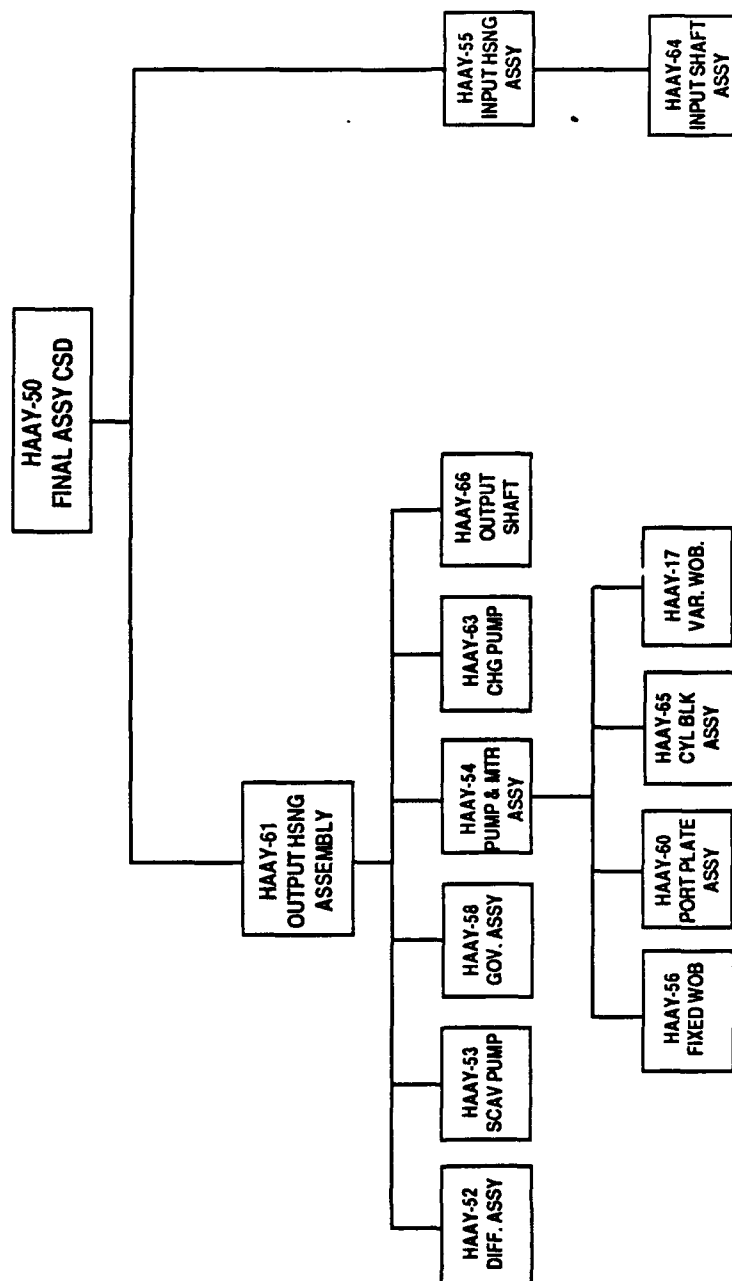 HAAY-50
FINAL ASSY CSD
HAAY-61
OUTPUT HSNG
ASSEMBLY
HAAY-55
INPUT HSNG
ASSY
HAAY-52
DIFF. ASSY
HAAY-53
SCAV PUMP
HAAY-58
GOV. ASSY
HAAY-54
PUMP & MTR
ASSY
HAAY-63
CHG PUMP
HAAY-66
OUTPUT
SHAFT
HAAY-64
INPUT SHAFT
ASSY
HAAY-56
FIXED WOB
HAAY-60
PORT PLATE
ASSY
HAAY-65
CYL BLK
ASSY
HAAY-17
VAR. WOB.